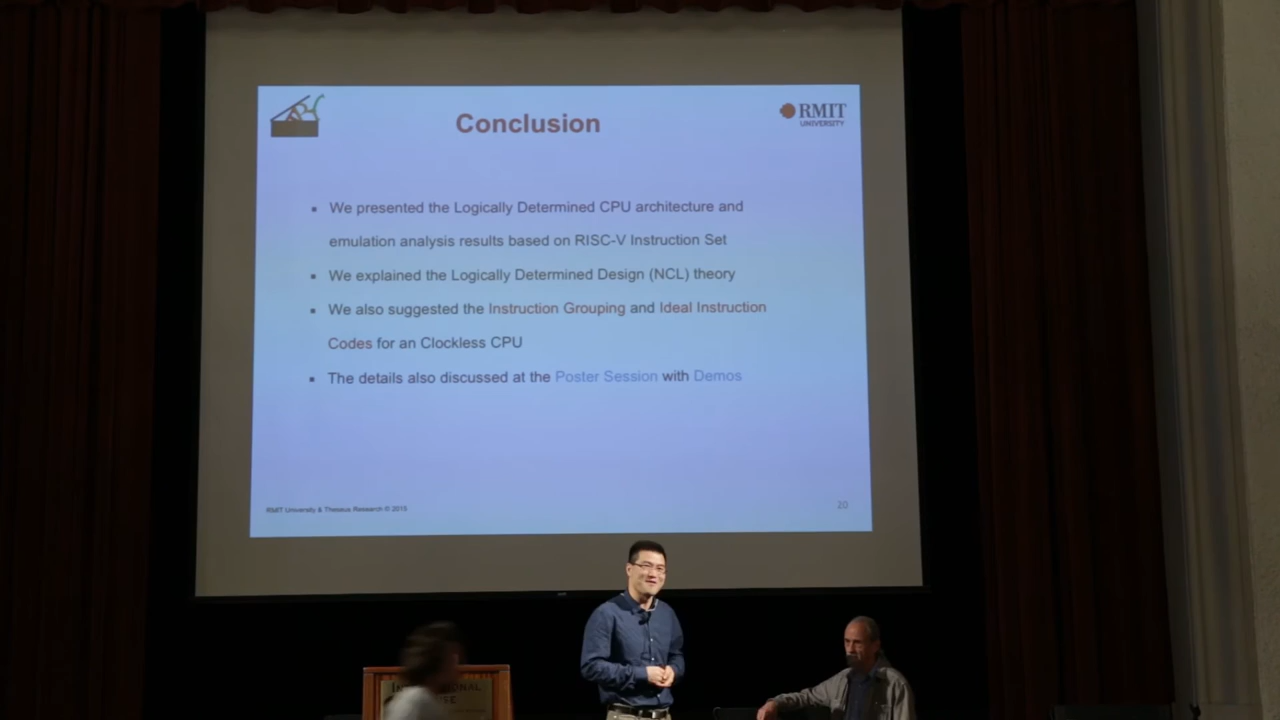 Conclusion
RMIT
UNIVERSITY
▪ We presented the Logically Determined CPU architecture and
emulation analysis results based on RISC-V Instruction Set
▪ We explained the Logically Determined Design (NCL) theory
▪ We also suggested the Instruction Grouping and Ideal Instruction
Codes for an Clockless CPU
▪ The details also discussed at the Poster Session with Demos
RMIT University & Theseus Research © 2015
20